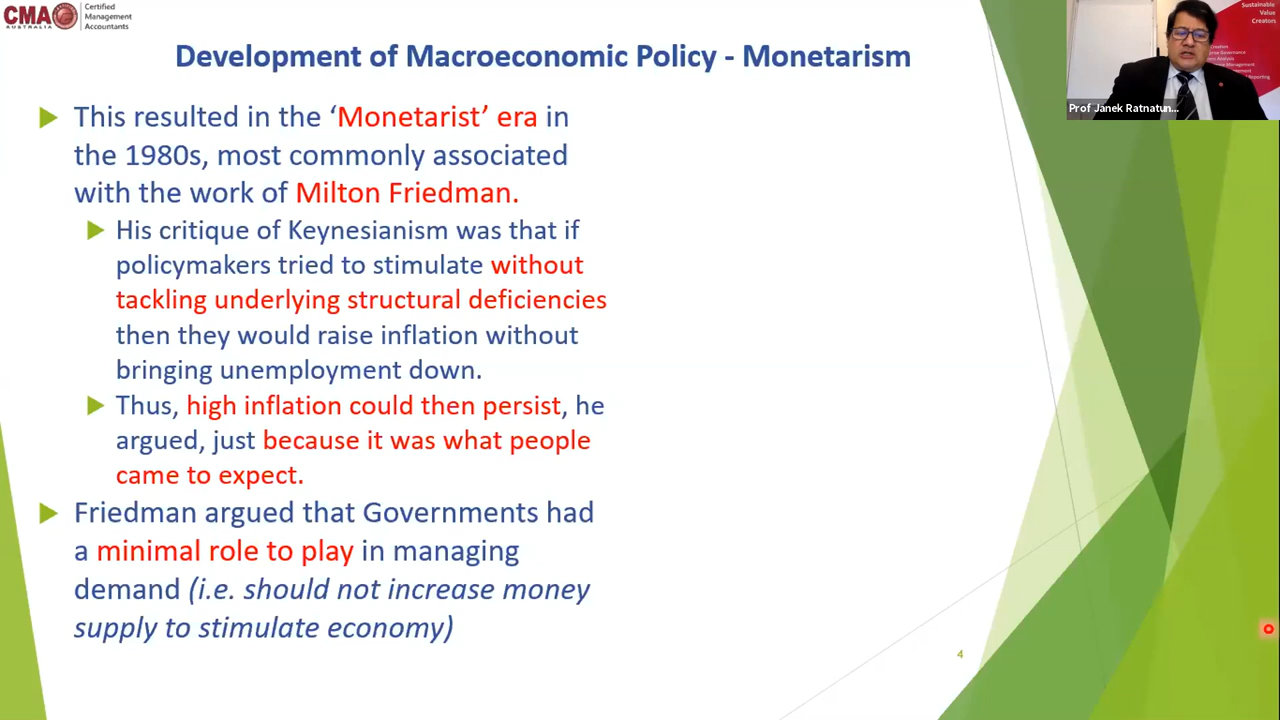 CMA
AUSTRALIA
Certified
Management
Accountants
Development of Macroeconomic Policy - Monetarism
This resulted in the ‘Monetarist’ era in
the 1980s, most commonly associated
with the work of Milton Friedman.
His critique of Keynesianism was that if
policymakers tried to stimulate without
tackling underlying structural deficiencies
then they would raise inflation without
bringing unemployment down.
Thus, high inflation could then persist, he
argued, just because it was what people
came to expect.
Friedman argued that Governments had
a minimal role to play in managing
demand (i.e. should not increase money
supply to stimulate economy)
4
Sustainable
Value
Creators
Prof Janek Ratnatun...